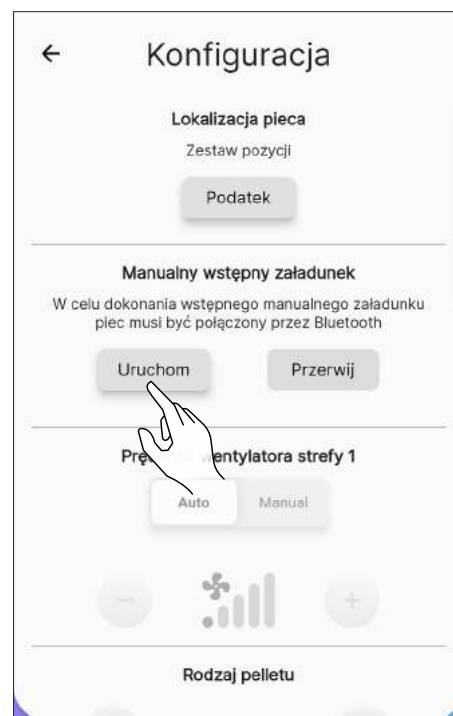 Konfiguracja
Lokalizacja pieca
Zestaw pozycji
Podatek
Manualny wstępny załadunek
W celu dokonania wstępnego manualnego załadunku
piec musi być połączony przez Bluetooth
Uruchom
Przerwij
wentylatora strefy 1
Auto
Manual
Rodzaj pelletu